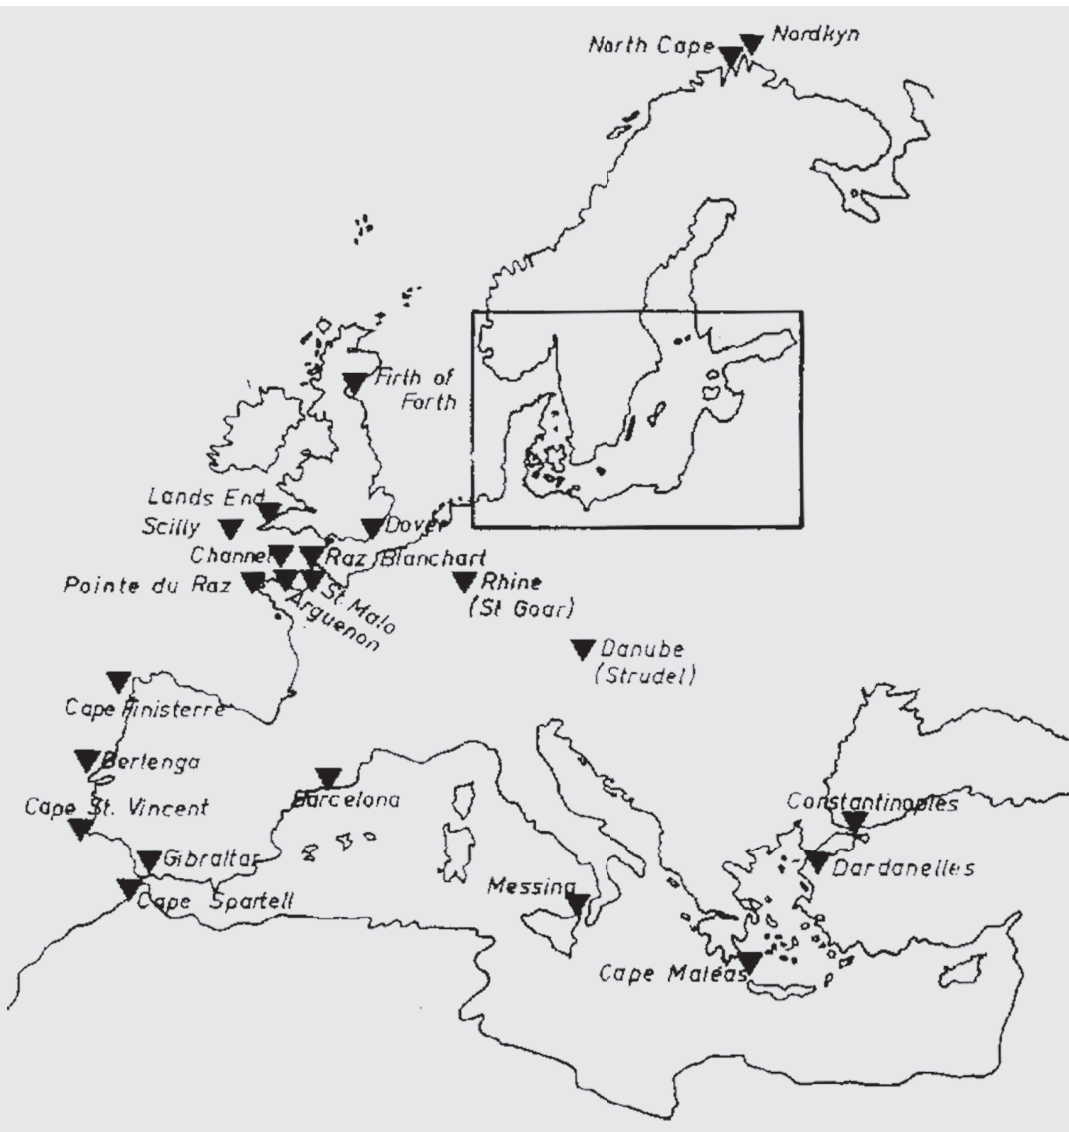 Nordkyn
North Cape
Firth of
Forth
Lands End
Scilly
Dover
Channel
Raz Blanchart
Pointe du Raz
St. Malo
Arguenon
Rhine
(St Goar)
Danube
(Strudel)
Cape Finisterre
Berlenga
Barcelona
Cape St. Vincent
Constantinoples
Gibraltar
Dardanelles
Cape Spartell
Messina
Cape Maléas